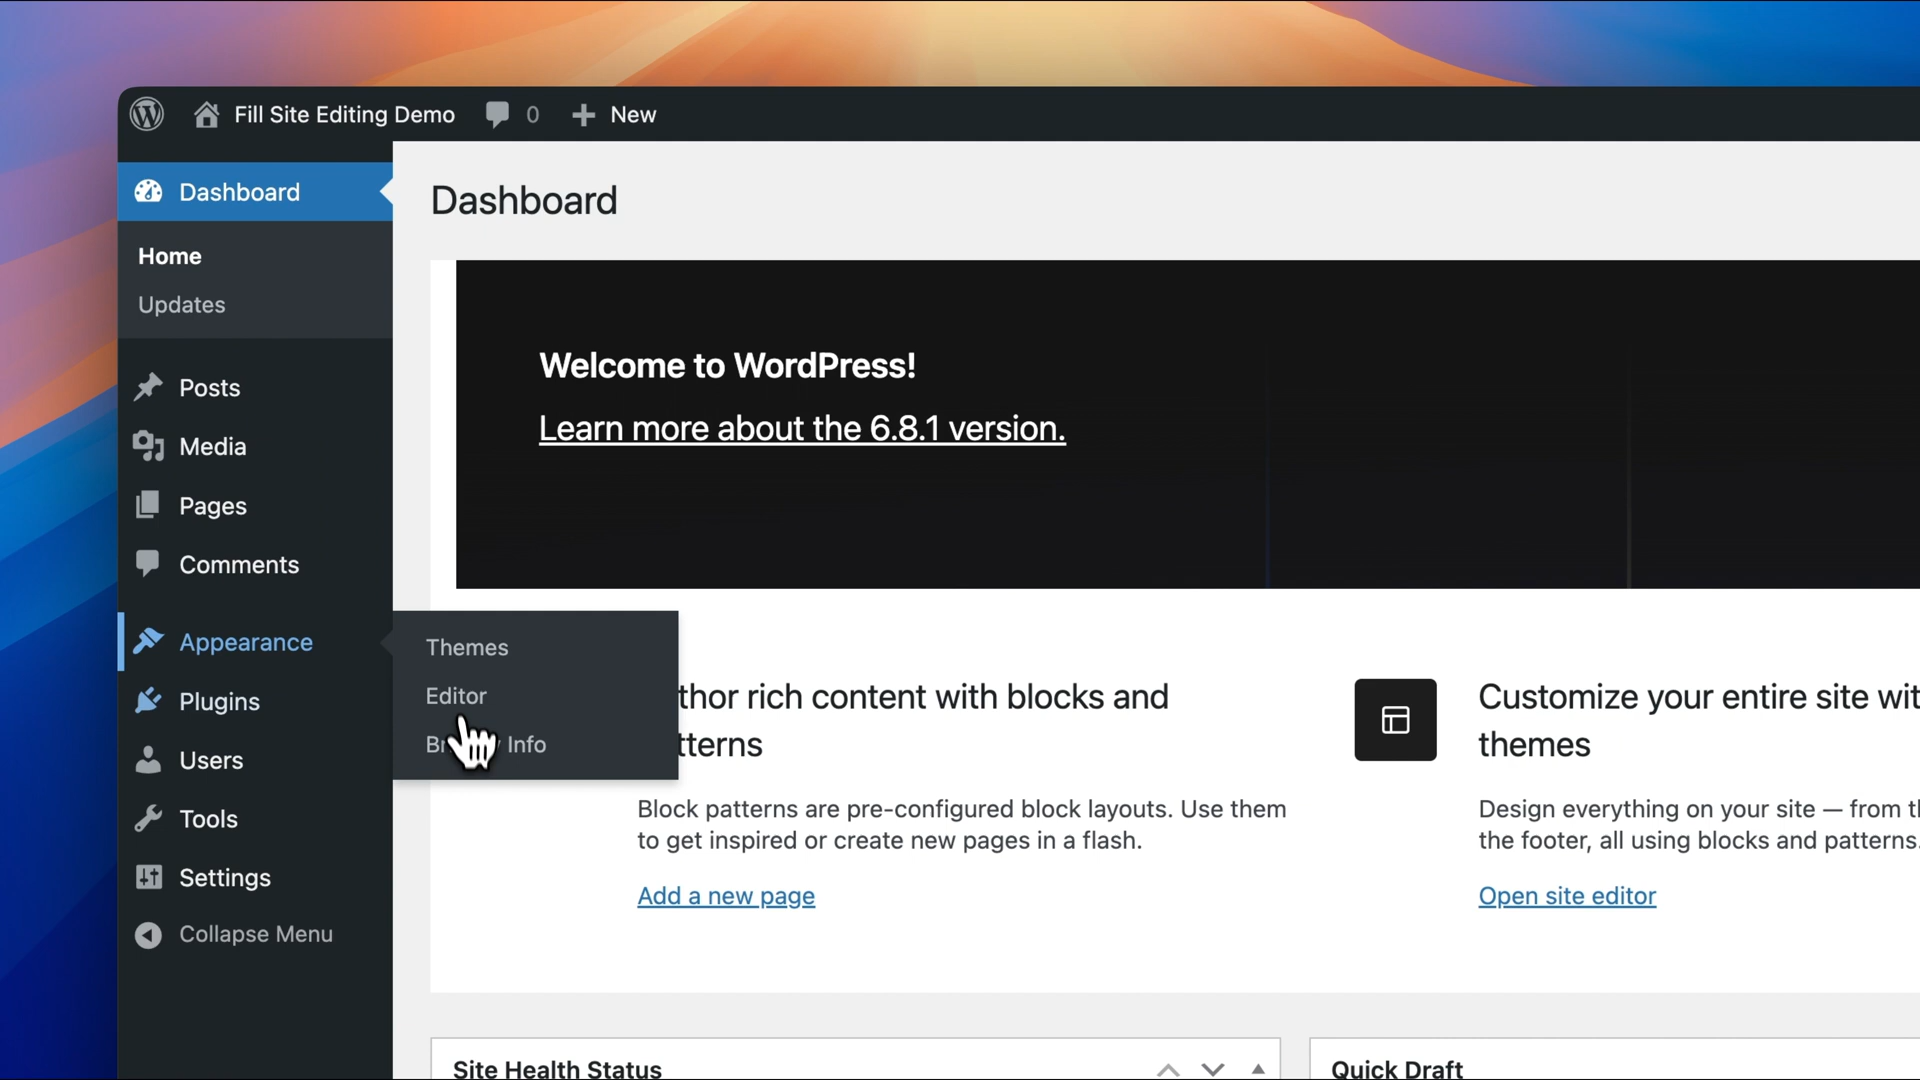 Fill Site Editing Demo 0 New
Dashboard
Home
Updates
Posts
Media
Pages
Comments
Appearance
Plugins
Users
Tools
Settings
Collapse Menu
Themes
Editor
Info
Dashboard
Welcome to WordPress!
Learn more about the 6.8.1 version.
thor rich content with blocks and
tterns
Block patterns are pre-configured block layouts. Use them
to get inspired or create new pages in a flash.
Add a new page
Customize your entire site wit
themes
Design everything on your site — from th
the footer, all using blocks and patterns.
Open site editor
Site Health Status
Quick Draft